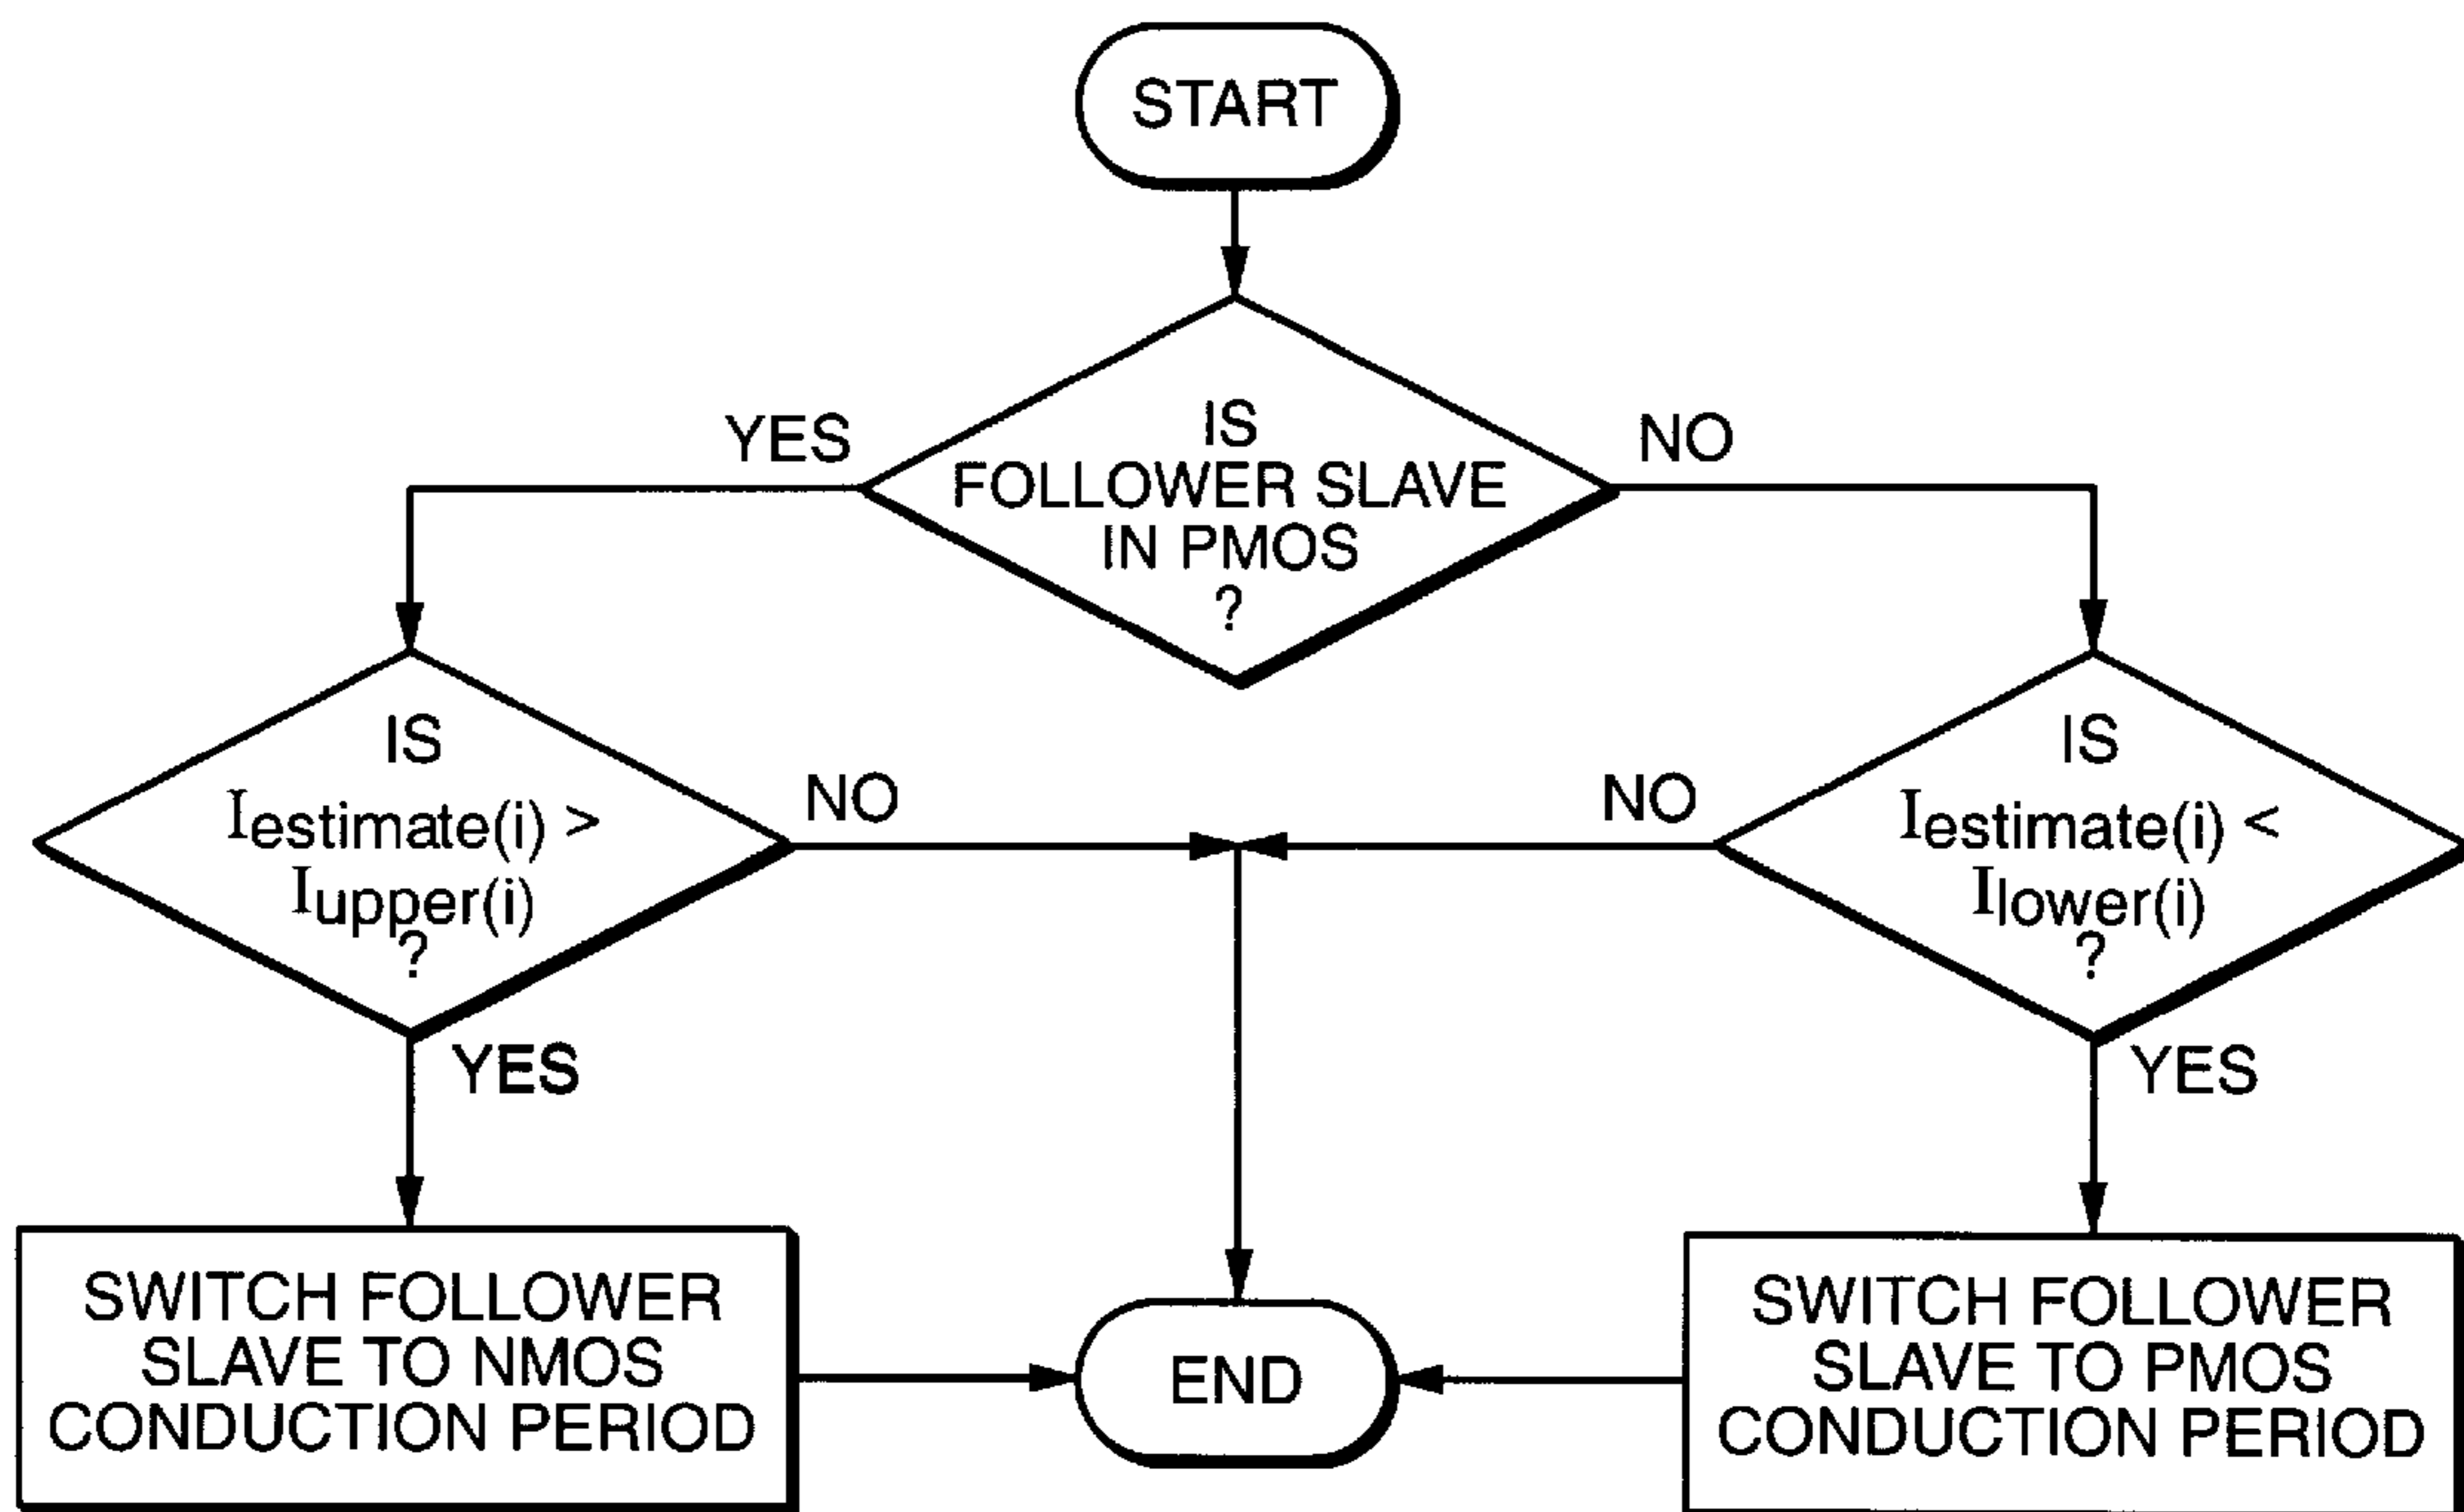 START
YES
IS
FOLLOWER SLAVE
IN PMOS
?
NO
IS
Iestimate(i) >
Iupper(i)
?
NO
YES
NO
IS
Iestimate(i) <
Ilower(i)
?
YES
SWITCH FOLLOWER
SLAVE TO NMOS
CONDUCTION PERIOD
END
SWITCH FOLLOWER
SLAVE TO PMOS
CONDUCTION PERIOD